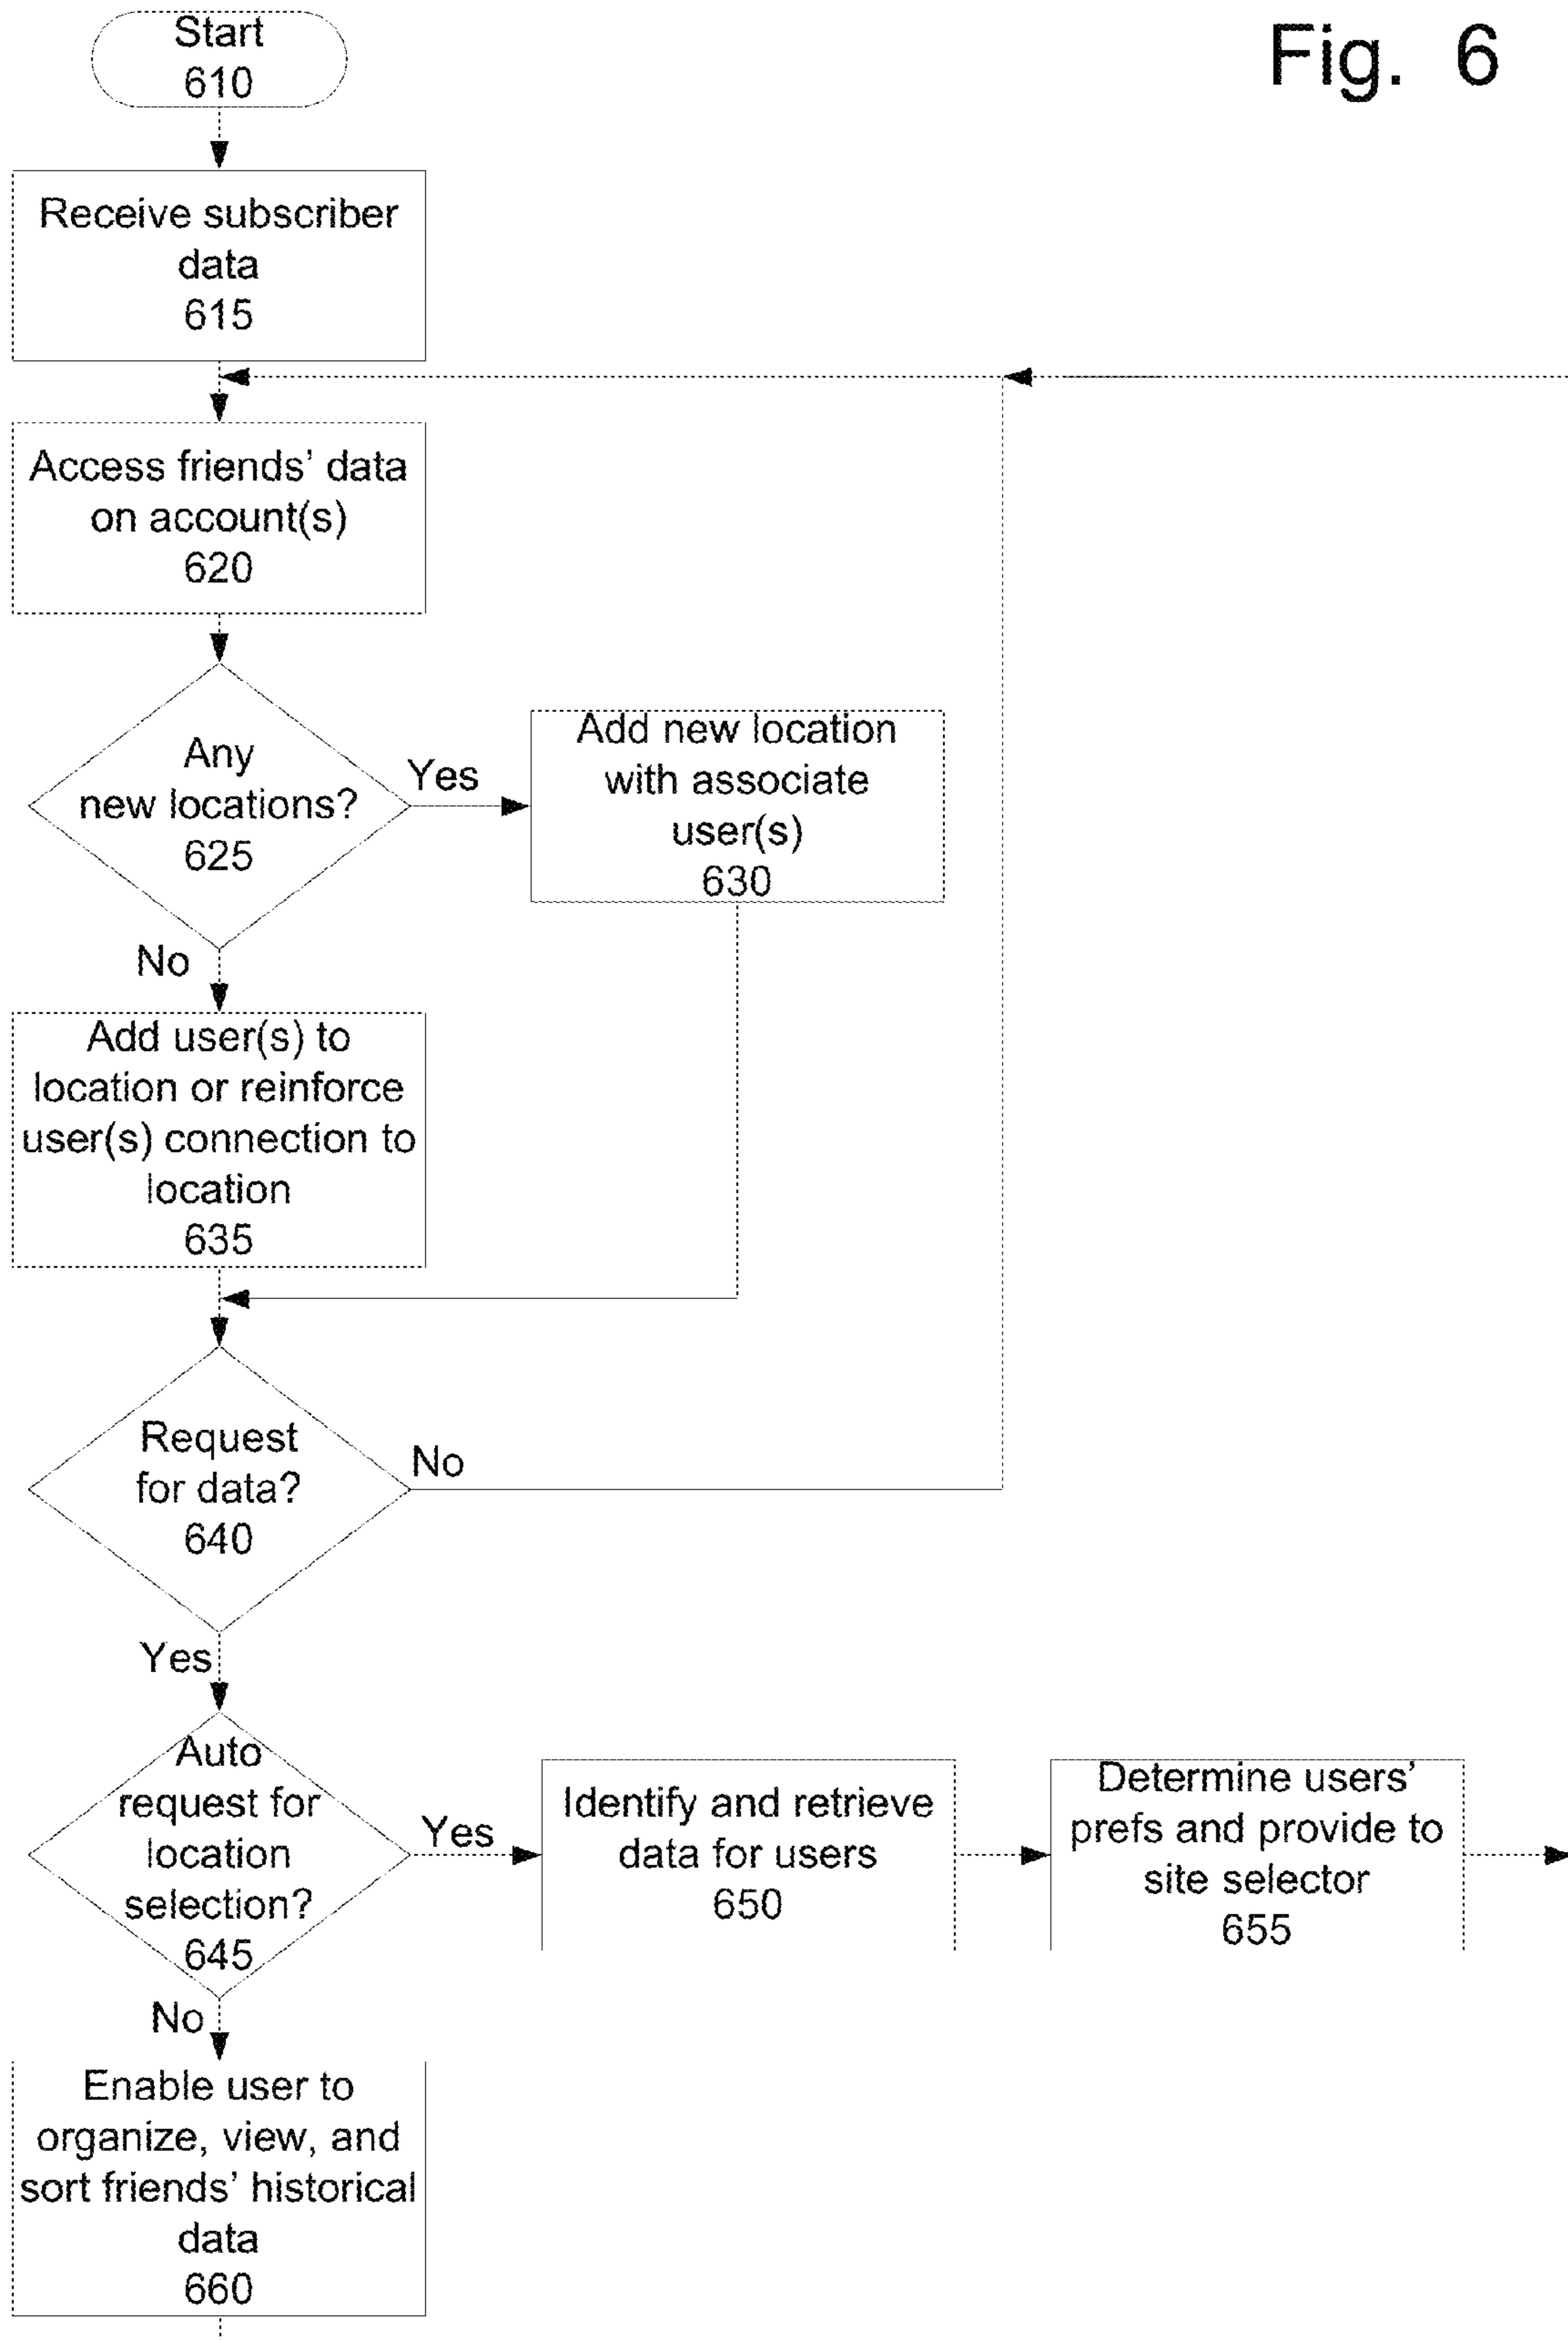 Fig. 6
Start
610
Receive subscriber
data
615
Access friends' data
on account(s)
620
Any
new locations?
625
Yes
Add new location
with associate
user(s)
630
No
Add user(s) to
location or reinforce
user(s) connection to
location
635
Request
for data?
640
No
Yes
Auto
request for
location
selection?
645
Yes
Identify and retrieve
data for users
650
Determine users'
prefs and provide to
site selector
655
No
Enable user to
organize, view, and
sort friends' historical
data
660